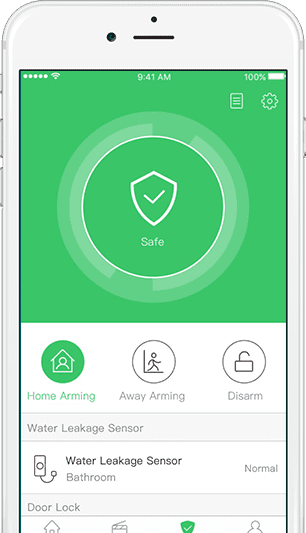 9:41 AM
100%
Safe
Home Arming
Away Arming
Disarm
Water Leakage Sensor
Water Leakage Sensor
Bathroom
Normal
Door Lock